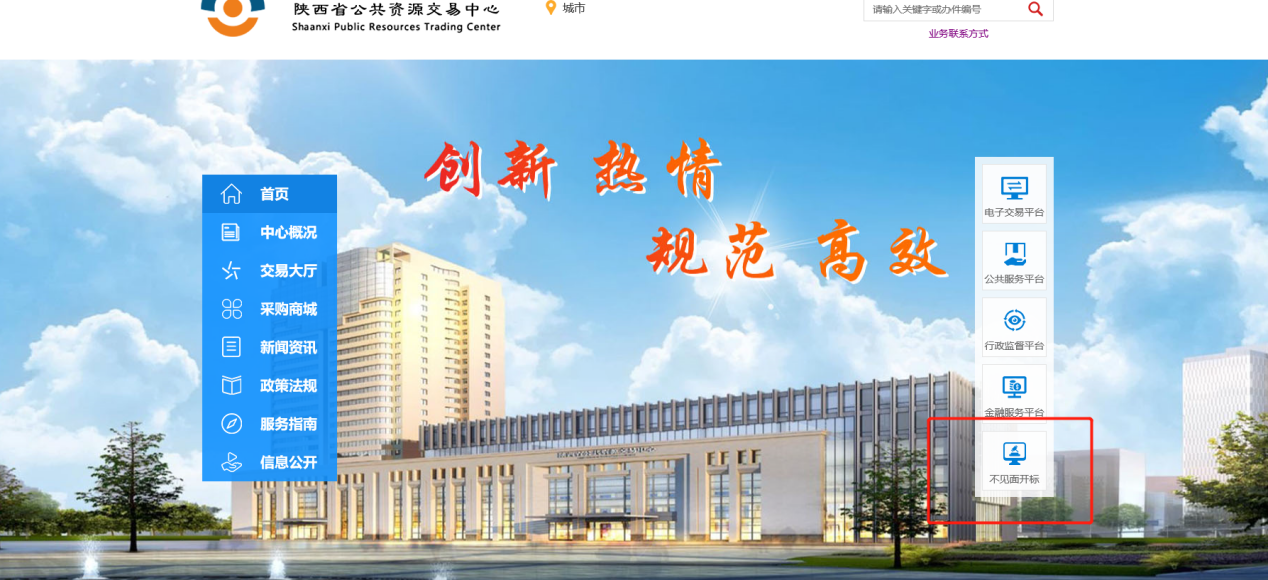 陕西省公共资源交易中心
Shaanxi Public Resources Trading Center
城市
请输入关键字或办件编号
业务联系方式
创新 热情
规范 高效
首页
中心概况
交易大厅
采购商城
新闻资讯
政策法规
服务指南
信息公开
电子交易平台
公共服务平台
行政监督平台
金融服务平台
不见面开标